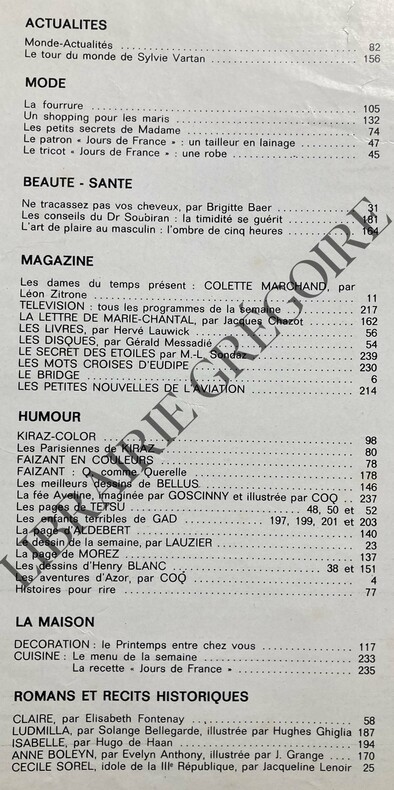 ACTUALITES
Monde-Actualités 82
Le tour du monde de Sylvie Vartan 156
MODE
La fourrure 105
Un shopping pour les maris 132
Les petits secrets de Madame 74
Le patron « Jours de France » : un tailleur en lainage 47
Le tricot « Jours de France » : une robe 45
BEAUTE - SANTE
Ne tracassez pas vos cheveux, par Brigitte Baer 31
Les conseils du Dr Soubiran : la timidité se guérit 181
L'art de plaire au masculin : l'ombre de cinq heures 164
MAGAZINE
Les dames du temps présent : COLETTE MARCHAND, par
Léon Zitrone 11
TELEVISION : tous les programmes de la semaine 217
LA LETTRE DE MARIE-CHANTAL, par Jacques Chazot 162
LES LIVRES, par Hervé Lauwick 56
LES DISQUES, par Gérald Messadié 54
LE SECRET DES ETOILES par M.-L. Sondaz 239
LES MOTS CROISES D'EUDIPE 230
LE BRIDGE 6
LES PETITES NOUVELLES DE L'AVIATION 214
HUMOUR
KIRAZ-COLOR 98
Les Parisiennes de KIRAZ 80
FAIZANT EN COULEURS 78
FAIZANT : Q, comme Querelle 178
Les meilleurs dessins de BELLUS 146
La fée Aveline, imaginée par GOSCINNY et illustrée par COQ 237
Les pages de TETSU 48, 50 et 52
Les enfants terribles de GAD 197, 199, 201 et 203
La page d'ALDEBERT 140
Le dessin de la semaine, par LAUZIER 23
La page de MOREZ 137
Les dessins d'Henry BLANC 38 et 151
Les aventures d'Azor, par COQ 4
Histoires pour rire 77
LA MAISON
DECORATION : le Printemps entre chez vous 117
CUISINE : Le menu de la semaine 233
La recette « Jours de France » 235
ROMANS ET RECITS HISTORIQUES
CLAIRE, par Elisabeth Fontenay 58
LUDMILLA, par Solange Bellegarde, illustrée par Hughes Ghiglia 187
ISABELLE, par Hugo de Haan 194
ANNE BOLEYN, par Evelyn Anthony, illustrée par J. Grange 170
CECILE SOREL, idole de la IIIe République, par Jacqueline Lenoir 25
LIBRAIRIE GRÉGOIRE